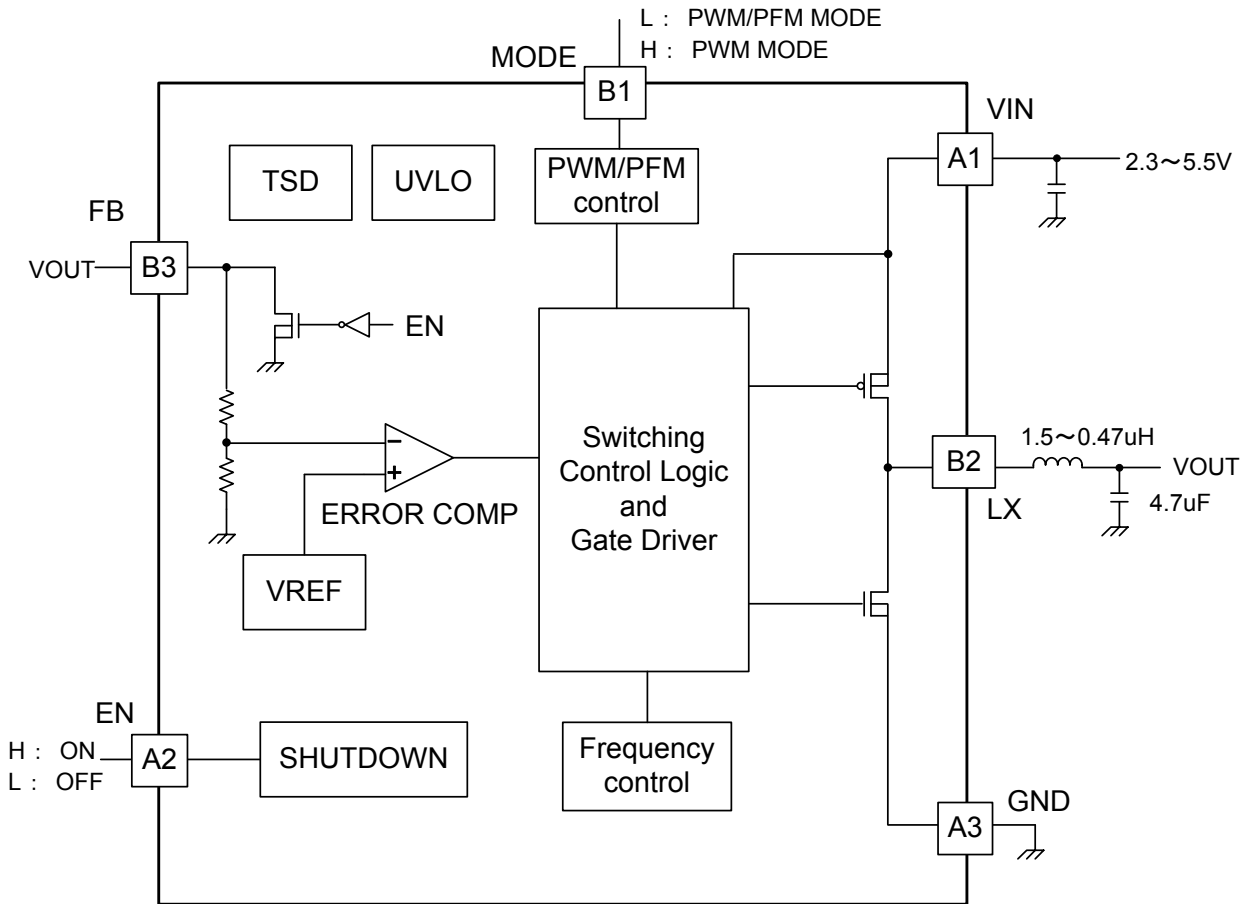 L : PWM/PFM MODE
H : PWM MODE
MODE
B1
VIN
A1
2.3~5.5V
TSD
UVLO
PWM/PFM
control
FB
VOUT
B3
EN
Switching
Control Logic
and
Gate Driver
−
+
ERROR COMP
VREF
1.5~0.47uH
B2
VOUT
LX
4.7uF
EN
H : ON
L : OFF
A2
SHUTDOWN
Frequency
control
GND
A3